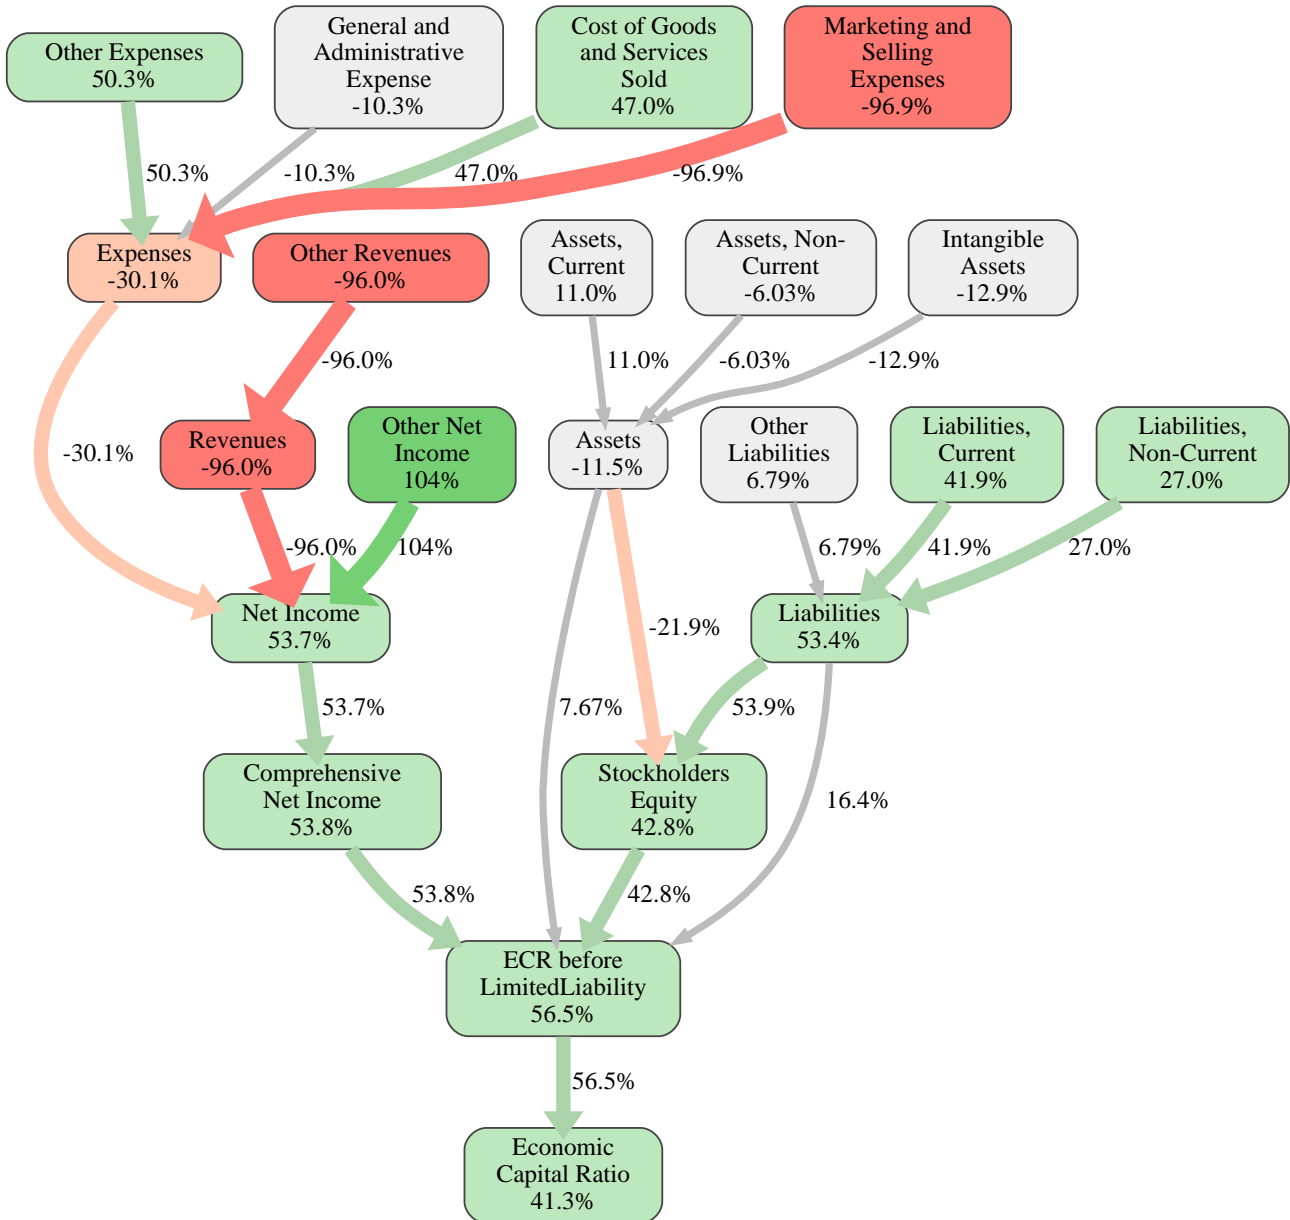 Other Expenses
50.3%
General and
Administrative
Expense
-10.3%
Cost of Goods
and Services
Sold
47.0%
Marketing and
Selling
Expenses
-96.9%
50.3%
-10.3%
47.0%
-96.9%
Expenses
-30.1%
Other Revenues
-96.0%
Assets,
Current
11.0%
Assets, Non-
Current
-6.03%
Intangible
Assets
-12.9%
-96.0%
11.0%
-6.03%
-12.9%
-30.1%
Revenues
-96.0%
Other Net
Income
104%
Assets
-11.5%
Other
Liabilities
6.79%
Liabilities,
Current
41.9%
Liabilities,
Non-Current
27.0%
-96.0%
104%
6.79%
41.9%
27.0%
Net Income
53.7%
-21.9%
Liabilities
53.4%
53.7%
7.67%
53.9%
Comprehensive
Net Income
53.8%
Stockholders
Equity
42.8%
16.4%
53.8%
42.8%
ECR before
LimitedLiability
56.5%
56.5%
Economic
Capital Ratio
41.3%